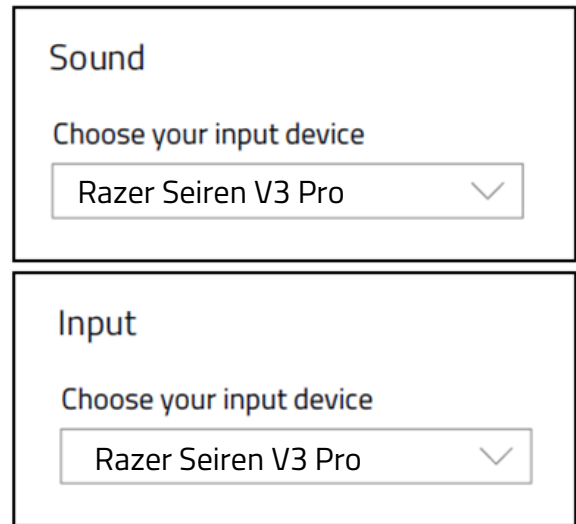 Sound
Choose your input device
Razer Seiren V3 Pro
Input
Choose your input device
Razer Seiren V3 Pro